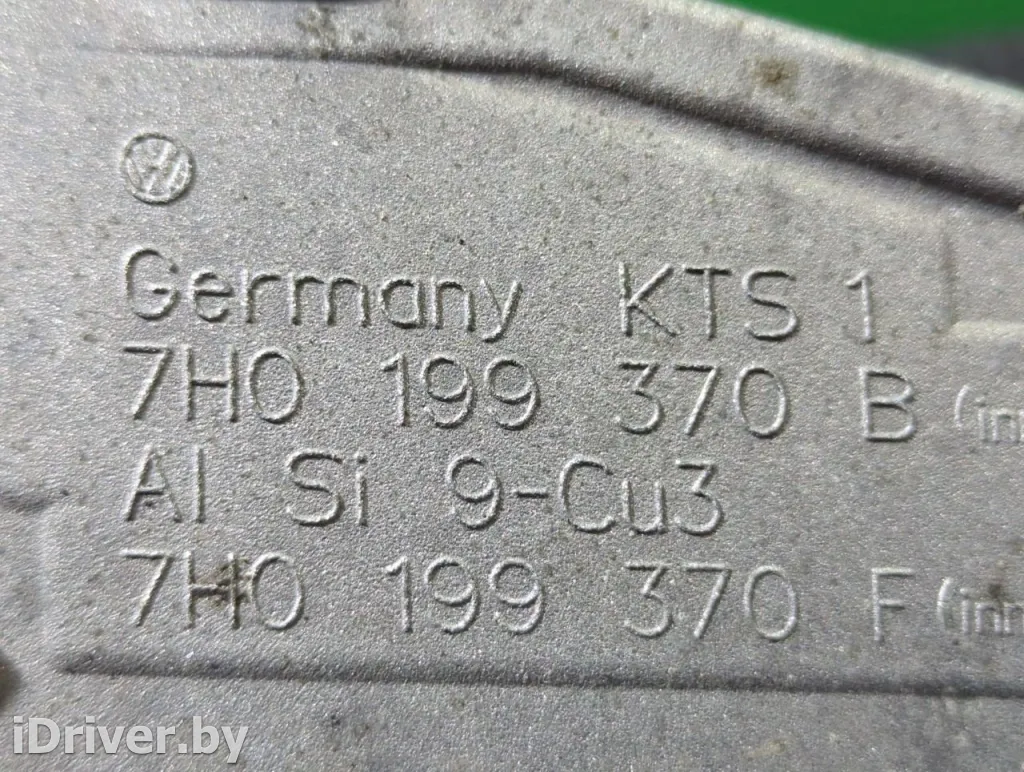 Germany KTS 1
7H0 199 370 B
Al Si 9-Cu3
7H0 199 370 F
iDriver.by